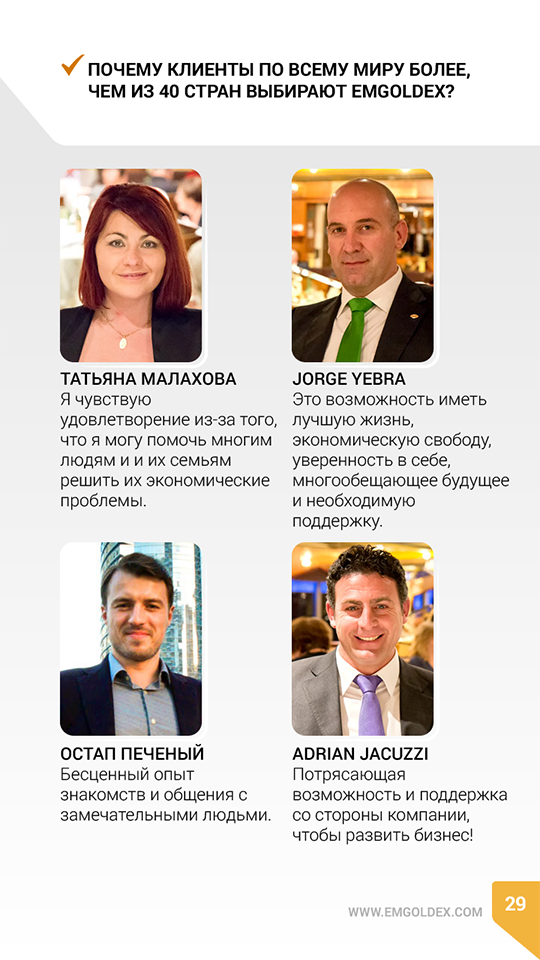 ПОЧЕМУ КЛИЕНТЫ ПО ВСЕМУ МИРУ БОЛЕЕ,
ЧЕМ ИЗ 40 СТРАН ВЫБИРАЮТ EMGOLDEX?
ТАТЬЯНА МАЛАХОВА
Я чувствую
удовлетворение из-за того,
что я могу помочь многим
людям и и их семьям
решить их экономические
проблемы.
JORGE YEBRA
Это возможность иметь
лучшую жизнь,
экономическую свободу,
уверенность в себе,
многообещающее будущее
и необходимую
поддержку.
ОСТАП ПЕЧЕНЫЙ
Бесценный опыт
знакомств и общения с
замечательными людьми.
ADRIAN JACUZZI
Потрясающая
возможность и поддержка
со стороны компании,
чтобы развить бизнес!
WWW.EMGOLDEX.COM
29